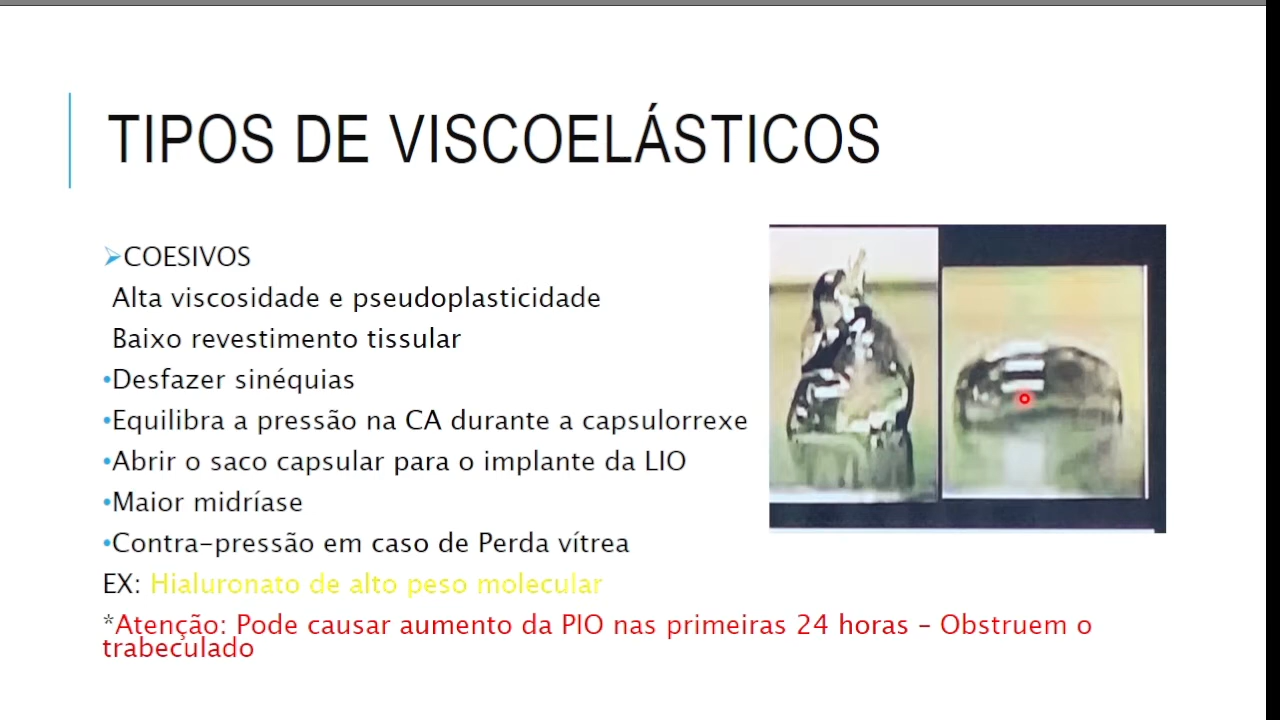 TIPOS DE VISCOELÁSTICOS
➢COESIVOS
Alta viscosidade e pseudoplasticidade
Baixo revestimento tissular
•Desfazer sinéquias
•Equilibra a pressão na CA durante a capsulorrexe
•Abrir o saco capsular para o implante da LIO
•Maior midríase
•Contra-pressão em caso de Perda vítrea
EX: Hialuronato de alto peso molecular
*Atenção: Pode causar aumento da PIO nas primeiras 24 horas – Obstruem o
trabeculado